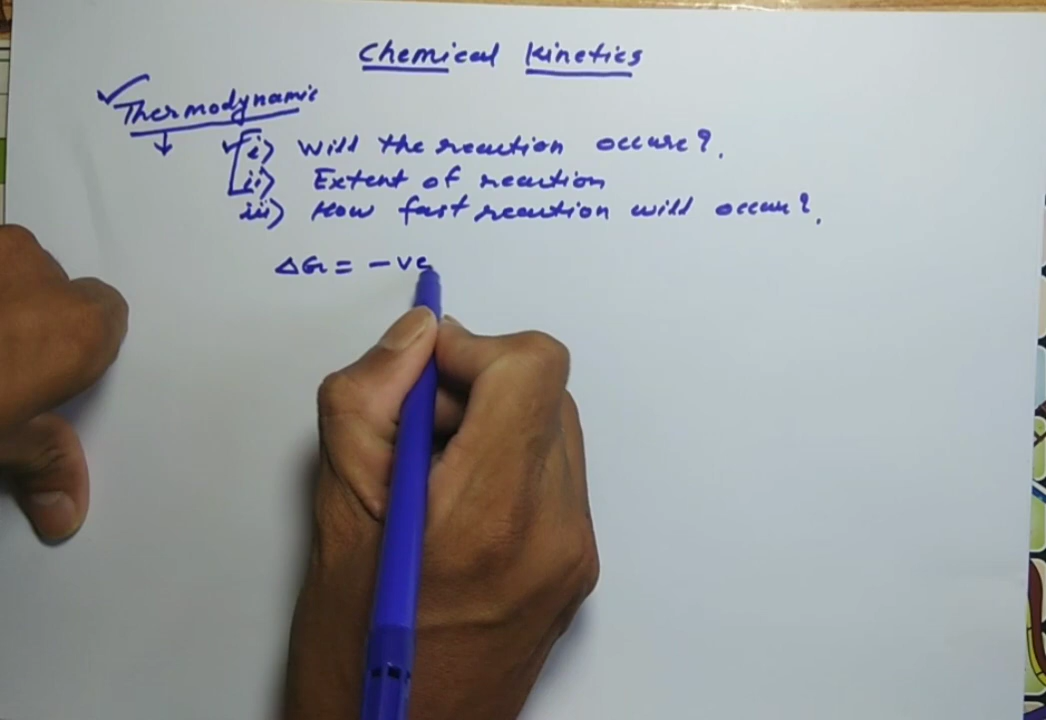 Chemical Kinetics
Thermodynamic
i) Will the reaction occure?.
ii) Extent of reaction
iii) How fast reaction will occur?.
ΔG = -ve